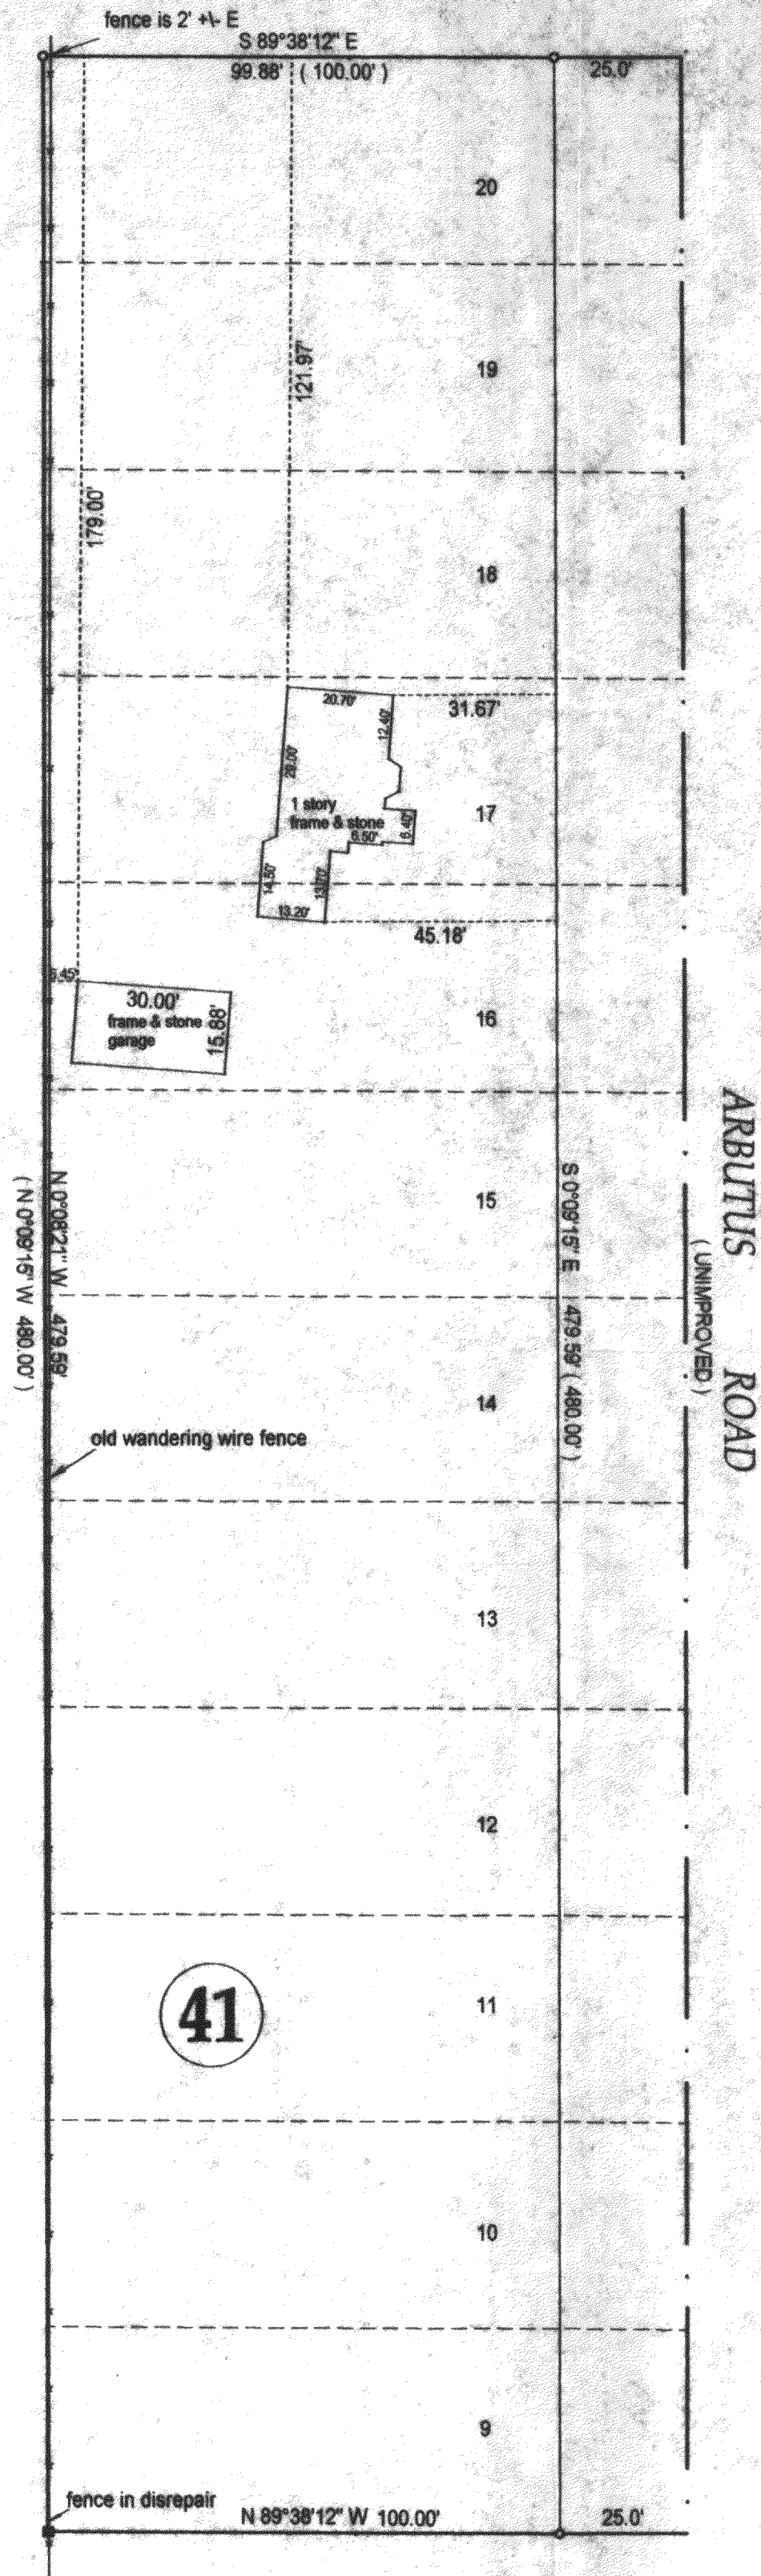 fence is 2' +\- E
S 89°38'12" E
99.88' ( 100.00' )
25.0'
20
19
121.97'
179.00'
18
20.70'
31.67'
12.40'
28.00'
1 story
frame & stone
17
6.50'
6.40'
14.50'
13.70'
13.20'
45.18'
30.00'
frame & stone
garage
15.88'
16
ARBUTUS ROAD
( UNIMPROVED )
15
S 0°09'15" E 479.59' ( 480.00' )
N 0°08'21" W 479.59'
( N 0°09'15" W 480.00' )
14
old wandering wire fence
13
12
41
11
10
9
fence in disrepair
N 89°38'12" W 100.00'
25.0'